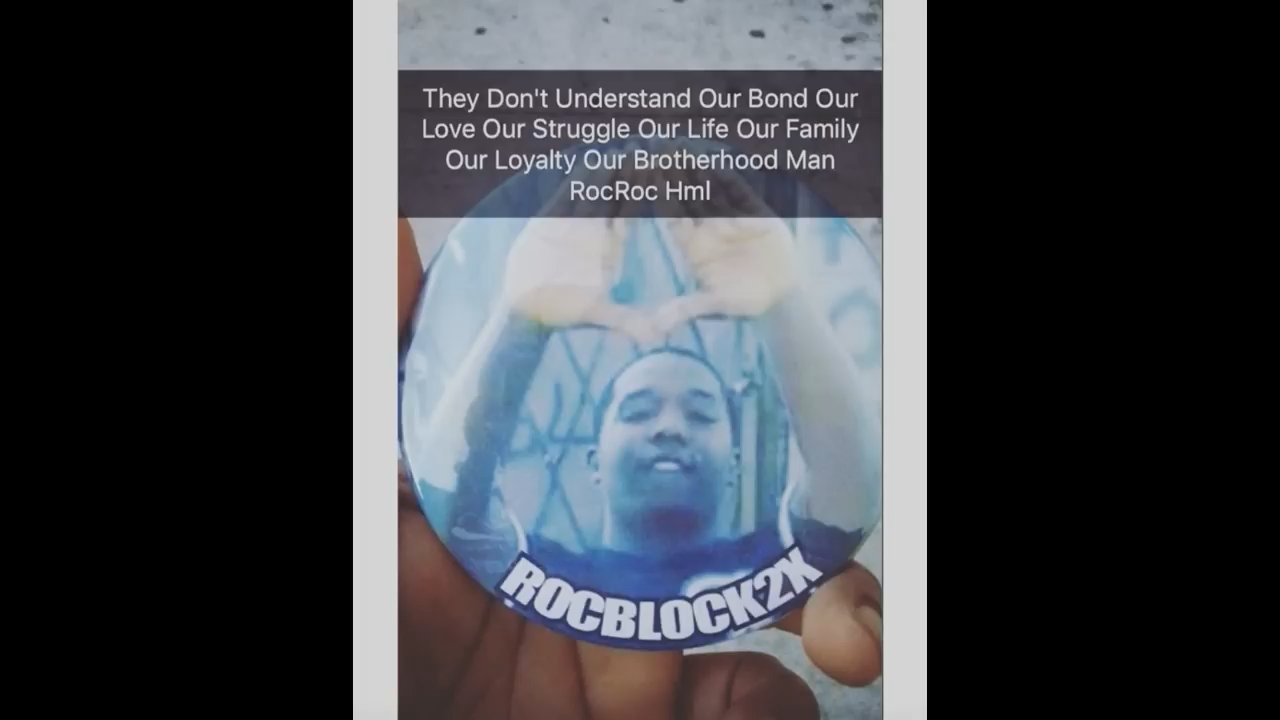 They Don't Understand Our Bond Our
Love Our Struggle Our Life Our Family
Our Loyalty Our Brotherhood Man
RocRoc Hml
ROCBLOCK2X